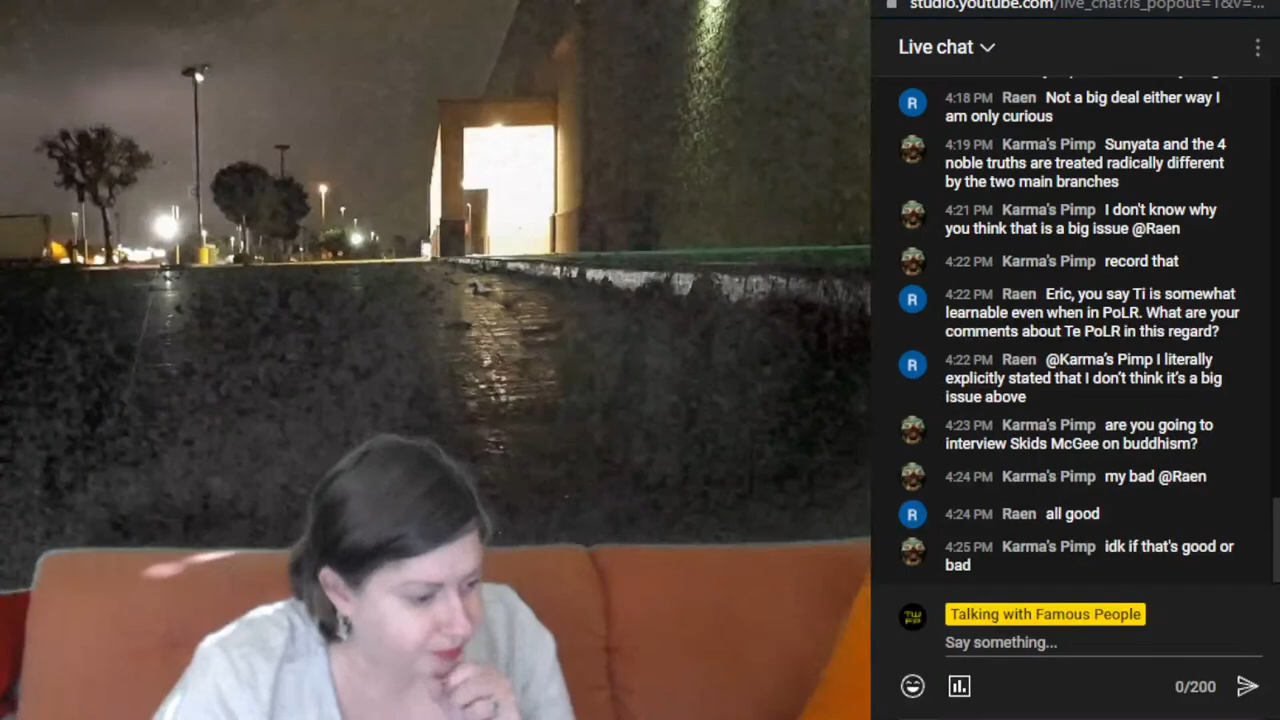 studio.youtube.com/live_chat?is_popout=1&v=...
Live chat
4:18 PM Raen Not a big deal either way I
am only curious
4:19 PM Karma's Pimp Sunyata and the 4
noble truths are treated radically different
by the two main branches
4:21 PM Karma's Pimp I don't know why
you think that is a big issue @Raen
4:22 PM Karma's Pimp record that
4:22 PM Raen Eric, you say Ti is somewhat
learnable even when in PoLR. What are your
comments about Te PoLR in this regard?
4:22 PM Raen @Karma's Pimp I literally
explicitly stated that I don't think it's a big
issue above
4:23 PM Karma's Pimp are you going to
interview Skids McGee on buddhism?
4:24 PM Karma's Pimp my bad @Raen
4:24 PM Raen all good
4:25 PM Karma's Pimp idk if that's good or
bad
Talking with Famous People
Say something...
0/200